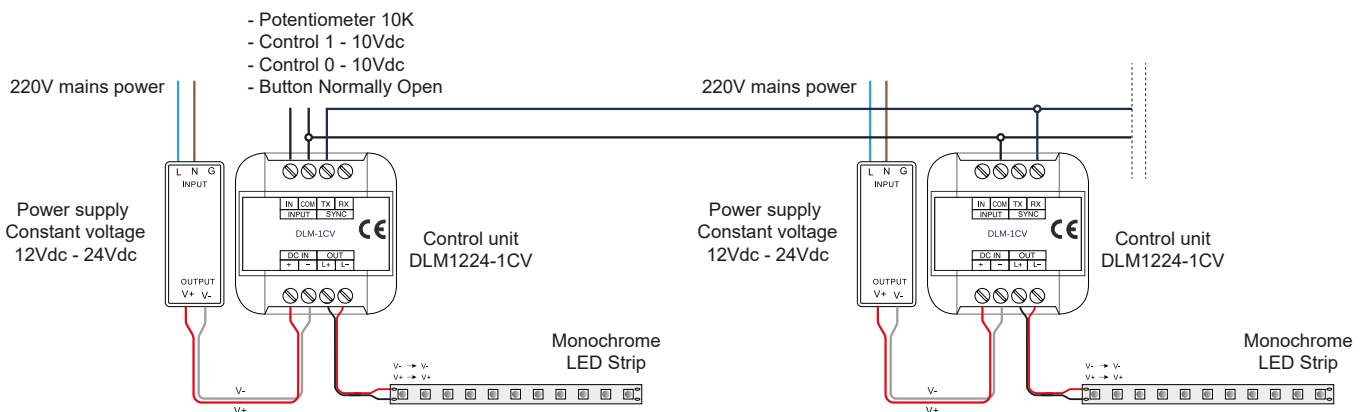 - Potentiometer 10K
- Control 1 - 10Vdc
- Control 0 - 10Vdc
- Button Normally Open
220V mains power
L N G
INPUT
Power supply
Constant voltage
12Vdc - 24Vdc
OUTPUT
V+ V-
IN COM TX RX
INPUT SYNC
DLM-1CV
CE
DC IN OUT
+ − L+ L−
Control unit
DLM1224-1CV
Monochrome
LED Strip
V- → V-
V+ → V+
V-
V+
220V mains power
L N G
INPUT
Power supply
Constant voltage
12Vdc - 24Vdc
OUTPUT
V+ V-
IN COM TX RX
INPUT SYNC
DLM-1CV
CE
DC IN OUT
+ − L+ L−
Control unit
DLM1224-1CV
Monochrome
LED Strip
V- → V-
V+ → V+
V-
V+